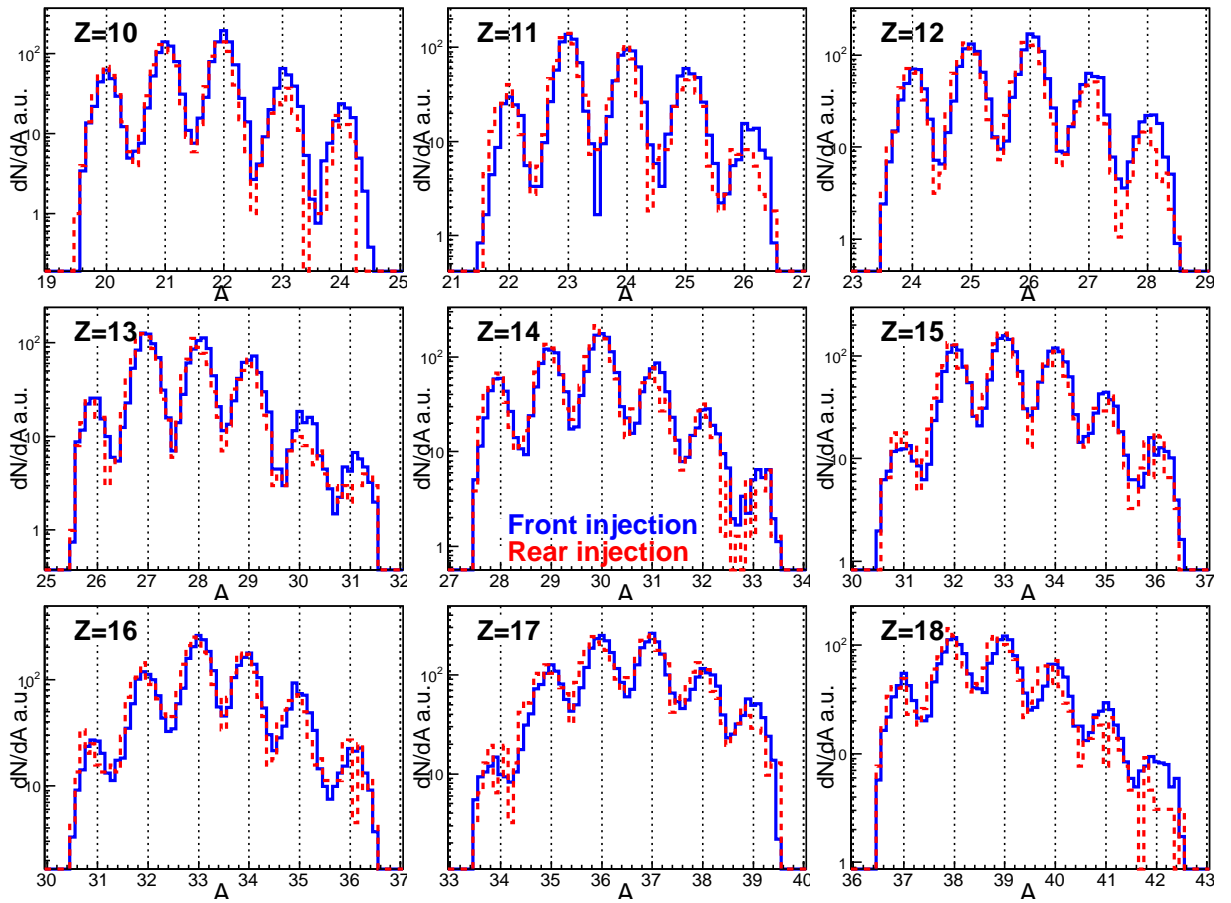 Z=10
dN/dA a.u.
10²
10
1
19 20 21 22 23 24 25
A
Z=11
dN/dA a.u.
10²
10
1
21 22 23 24 25 26 27
A
Z=12
dN/dA a.u.
10²
10
1
23 24 25 26 27 28 29
A
Z=13
dN/dA a.u.
10²
10
1
25 26 27 28 29 30 31 32
A
Z=14
dN/dA a.u.
10²
10
1
Front injection
Rear injection
27 28 29 30 31 32 33 34
A
Z=15
dN/dA a.u.
10²
10
1
30 31 32 33 34 35 36 37
A
Z=16
dN/dA a.u.
10²
10
30 31 32 33 34 35 36 37
A
Z=17
dN/dA a.u.
10²
10
33 34 35 36 37 38 39 40
A
Z=18
dN/dA a.u.
10²
10
1
36 37 38 39 40 41 42 43
A